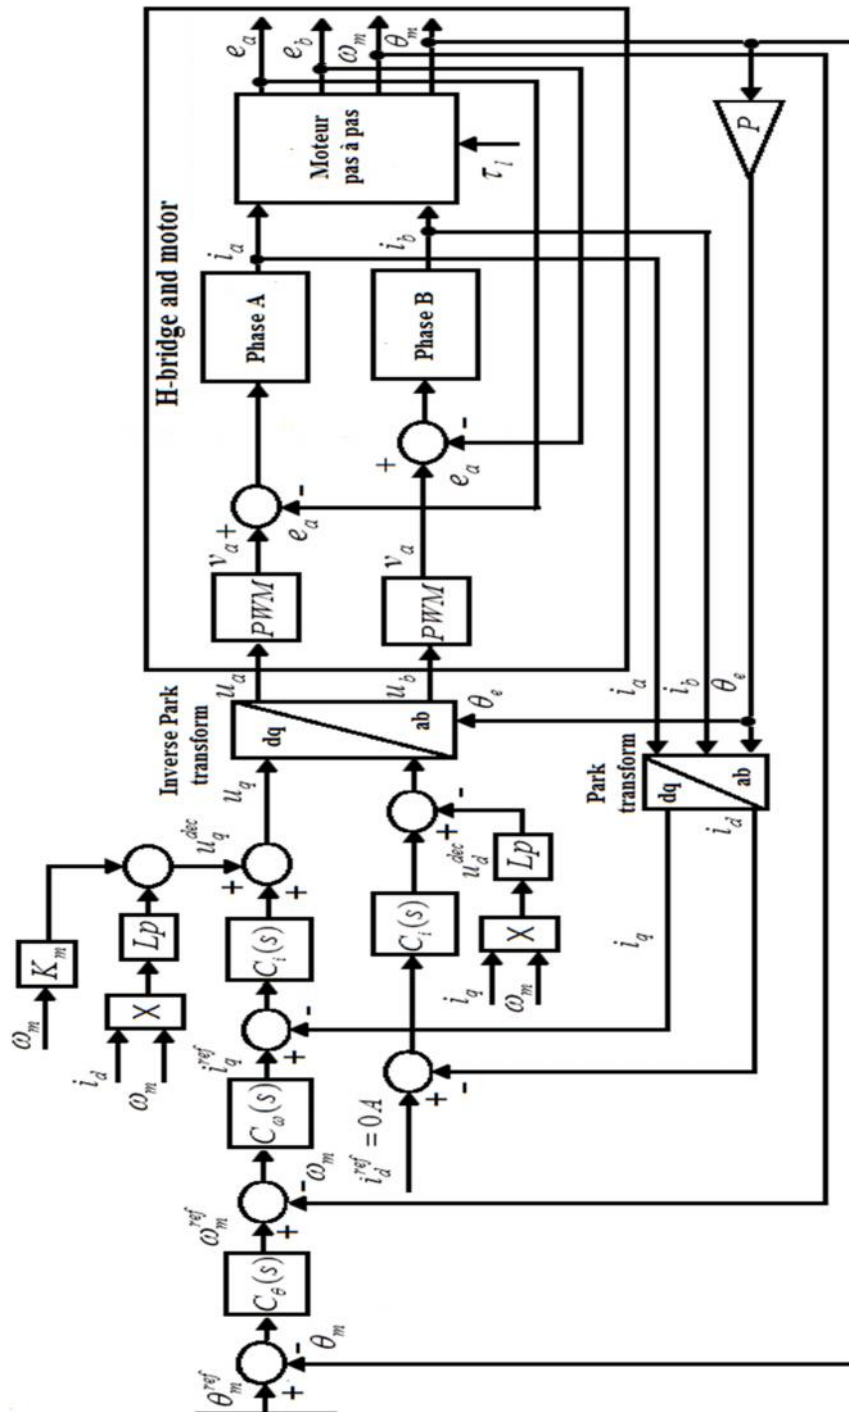 H-bridge and motor
e_a
e_b
ω_m
θ_m
Moteur
pas à pas
τ_l
P
i_a
i_b
Phase A
Phase B
+
-
e_a
-
e_a
v_a +
v_a
PWM
PWM
u_a
u_b
θ_e
i_a
i_b
θ_e
Inverse Park
transform
dq
ab
Park
transform
dq
ab
u_q
i_d
i_q
u_q^dec
+
+
K_m
ω_m
Lp
X
i_d
ω_m
C_i(s)
+
-
u_d^dec
Lp
X
i_q
ω_m
C_i(s)
i_q^ref
+
-
C_ω(s)
i_d^ref = 0A
+
-
ω_m^ref
+
-
ω_m
C_θ(s)
θ_m^ref
+
-
θ_m